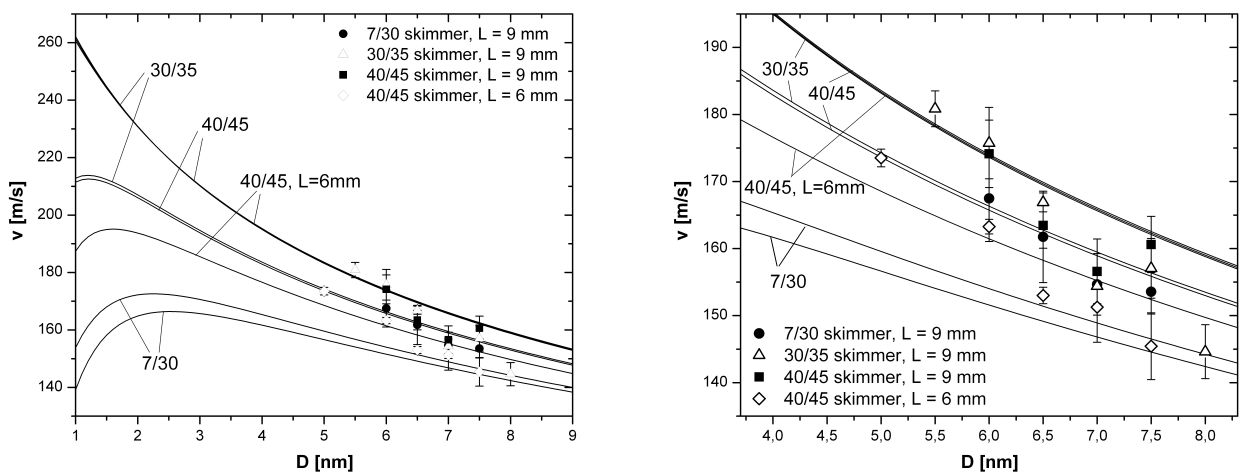 260
240
220
200
180
160
140
v [m/s]
1 2 3 4 5 6 7 8 9
D [nm]
7/30 skimmer, L = 9 mm
30/35 skimmer, L = 9 mm
40/45 skimmer, L = 9 mm
40/45 skimmer, L = 6 mm
30/35
40/45
40/45, L=6mm
7/30
190
180
170
160
150
140
v [m/s]
4,0 4,5 5,0 5,5 6,0 6,5 7,0 7,5 8,0
D [nm]
30/35
40/45
40/45, L=6mm
7/30
7/30 skimmer, L = 9 mm
30/35 skimmer, L = 9 mm
40/45 skimmer, L = 9 mm
40/45 skimmer, L = 6 mm